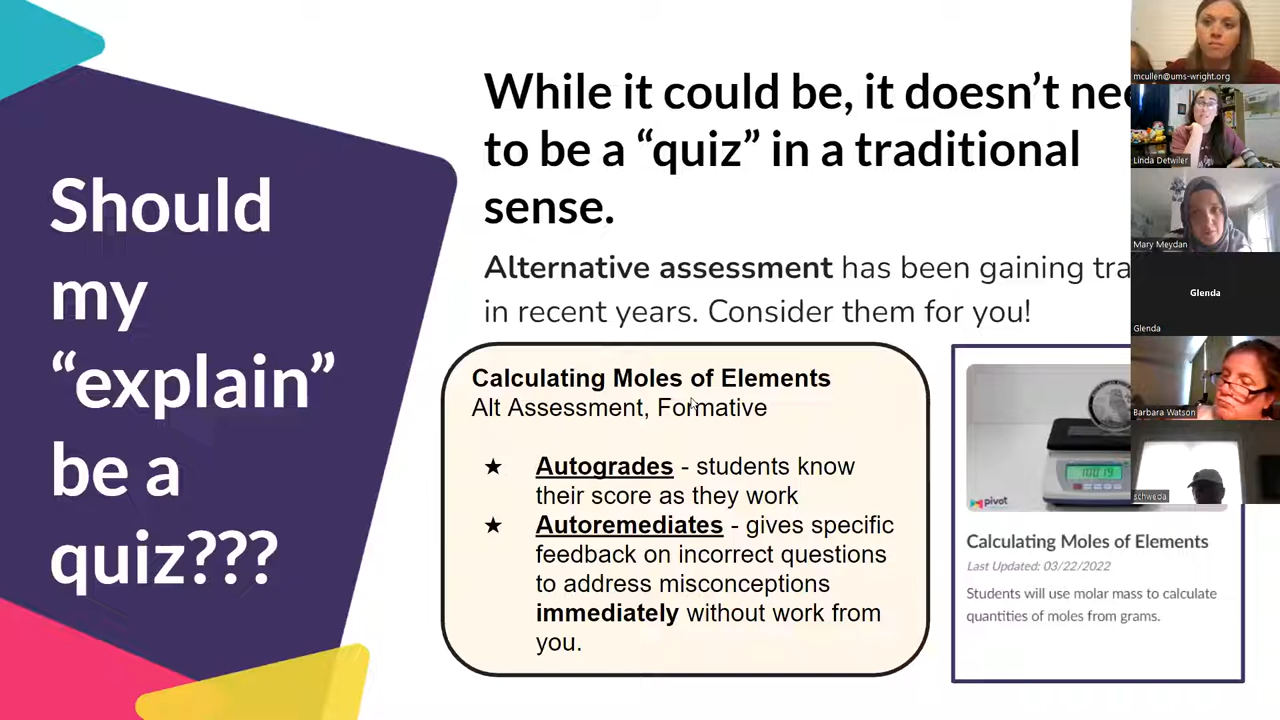 Should
my
“explain”
be a
quiz???
While it could be, it doesn’t
to be a “quiz” in a traditional
sense.
Alternative assessment has been gaining
in recent years. Consider them for you!
Calculating Moles of Elements
Alt Assessment, Formative
★ Autogrades - students know
their score as they work
★ Autoremediates - gives specific
feedback on incorrect questions
to address misconceptions
immediately without work from
you.
pivot
Calculating Moles of Elements
Last Updated: 03/22/2022
Students will use molar mass to calculate
quantities of moles from grams.
mcullen@ums-wright.org
Linda Detwiler
Mary Meydan
Glenda
Glenda
Barbara Watson
schweda